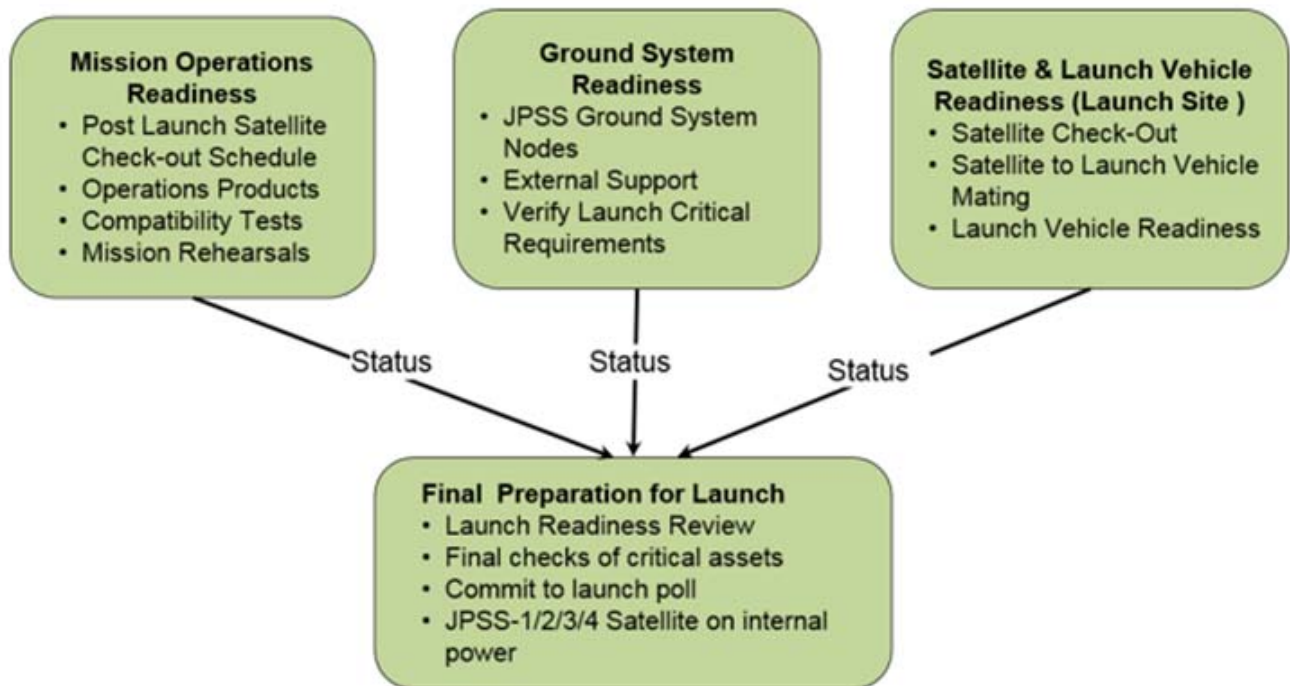 Mission Operations
Readiness
• Post Launch Satellite
Check-out Schedule
• Operations Products
• Compatibility Tests
• Mission Rehearsals
Ground System
Readiness
• JPSS Ground System
Nodes
• External Support
• Verify Launch Critical
Requirements
Satellite & Launch Vehicle
Readiness (Launch Site )
• Satellite Check-Out
• Satellite to Launch Vehicle
Mating
• Launch Vehicle Readiness
Status
Status
Status
Final Preparation for Launch
• Launch Readiness Review
• Final checks of critical assets
• Commit to launch poll
• JPSS-1/2/3/4 Satellite on internal
power